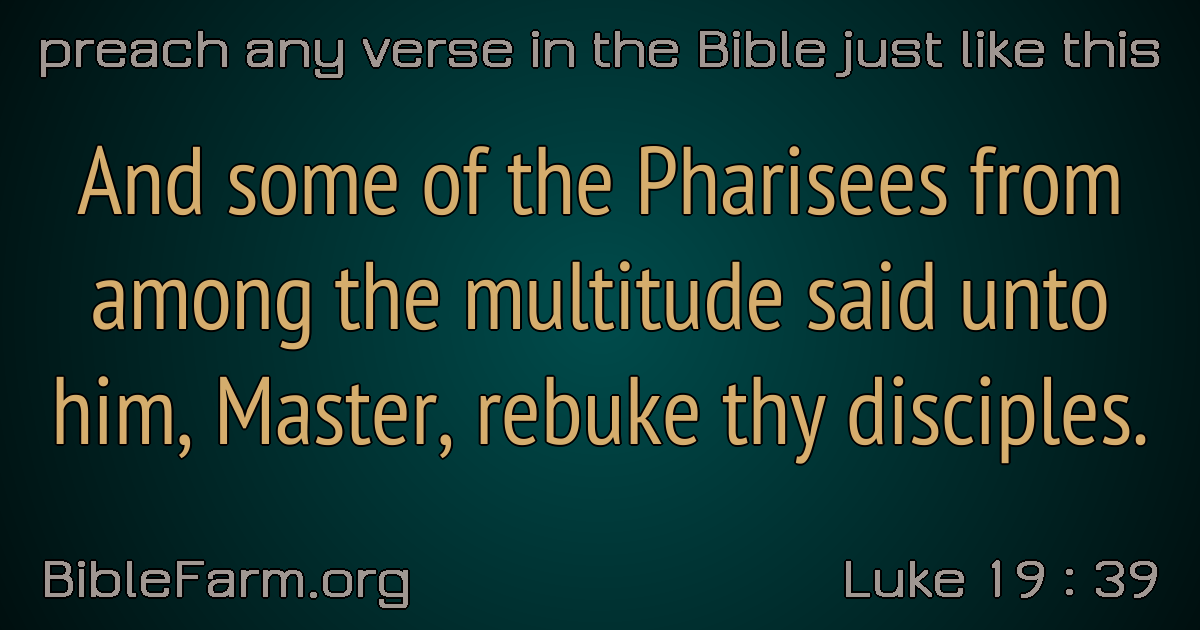 preach any verse in the Bible just like this
And some of the Pharisees from
among the multitude said unto
him, Master, rebuke thy disciples.
BibleFarm.org
Luke 19 : 39